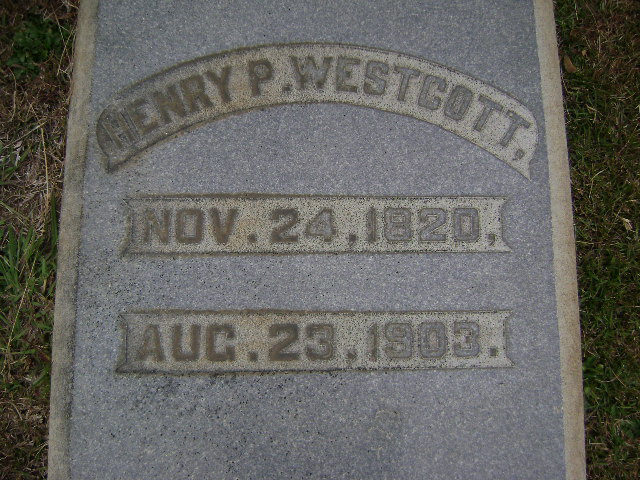 HENRY P. WESTCOTT,
NOV. 24. 1820,
AUG. 23. 1903.